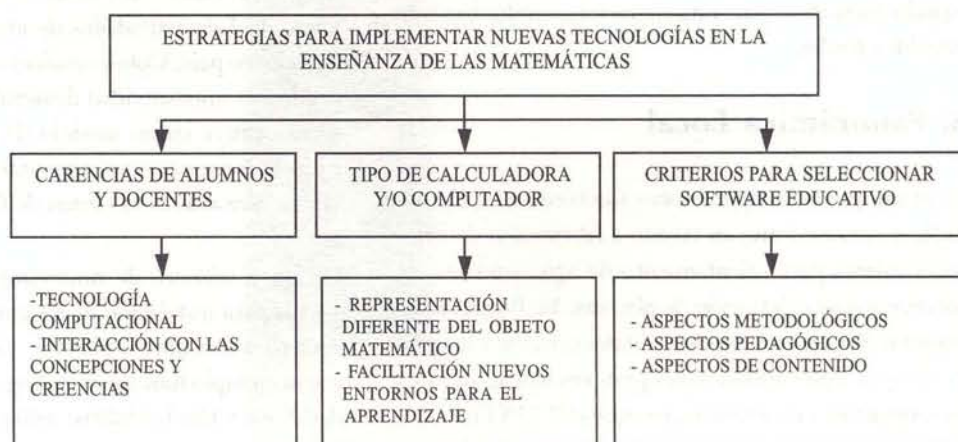 ESTRATEGIAS PARA IMPLEMENTAR NUEVAS TECNOLOGÍAS EN LA
ENSEÑANZA DE LAS MATEMÁTICAS
CARENCIAS DE ALUMNOS
Y DOCENTES
TIPO DE CALCULADORA
Y/O COMPUTADOR
CRITERIOS PARA SELECCIONAR
SOFTWARE EDUCATIVO
-TECNOLOGÍA
COMPUTACIONAL
- INTERACCIÓN CON LAS
CONCEPCIONES Y
CREENCIAS
- REPRESENTACIÓN
DIFERENTE DEL OBJETO
MATEMÁTICO
- FACILITACIÓN NUEVOS
ENTORNOS PARA EL
APRENDIZAJE
- ASPECTOS METODOLÓGICOS
- ASPECTOS PEDAGÓGICOS
- ASPECTOS DE CONTENIDO